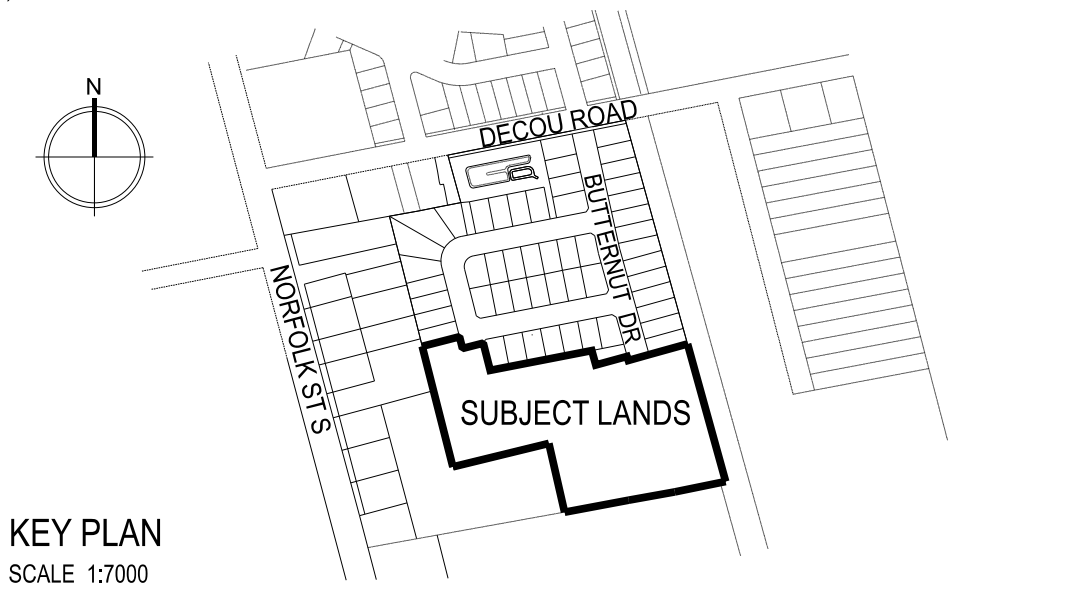 N
DECOU ROAD
BUTTERNUT DR
NORFOLK ST S
SUBJECT LANDS
KEY PLAN
SCALE 1:7000